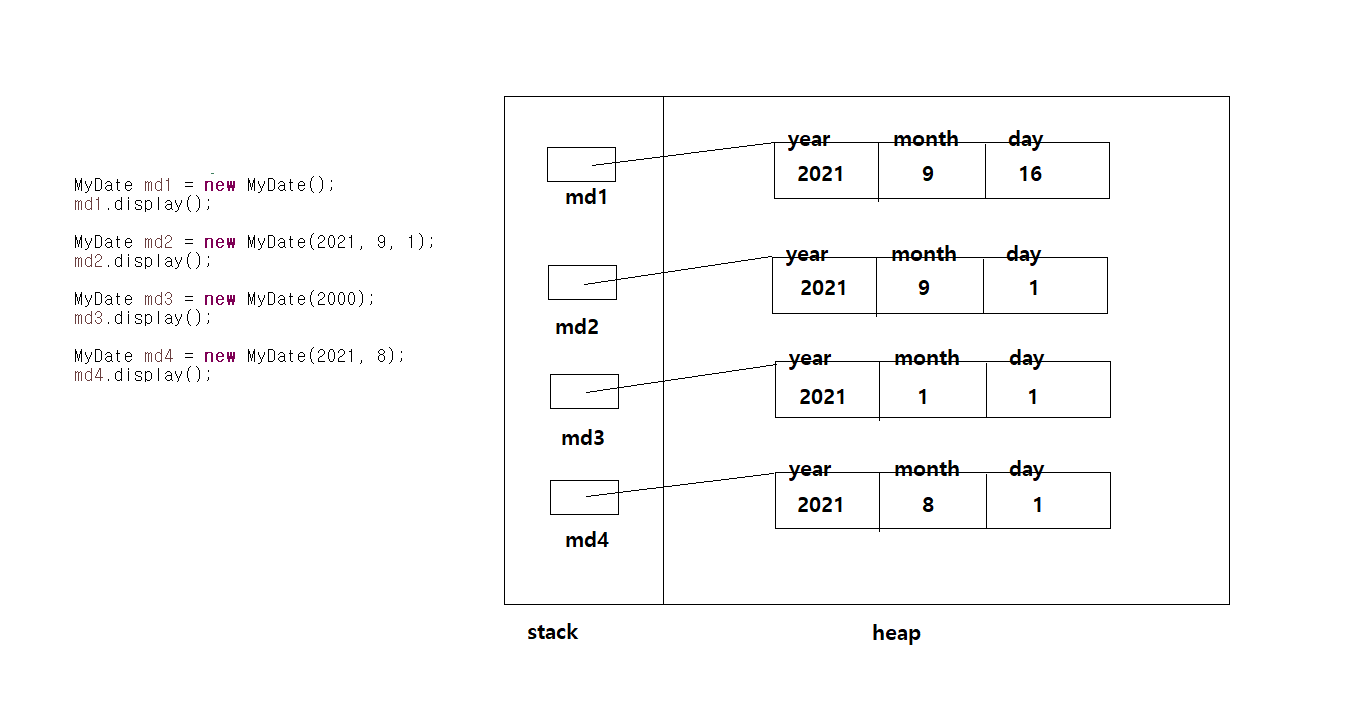 MyDate md1 = new MyDate();
md1.display();
MyDate md2 = new MyDate(2021, 9, 1);
md2.display();
MyDate md3 = new MyDate(2000);
md3.display();
MyDate md4 = new MyDate(2021, 8);
md4.display();
year month day
2021 9 16
md1
year month day
2021 9 1
md2
year month day
2021 1 1
md3
year month day
2021 8 1
md4
stack heap